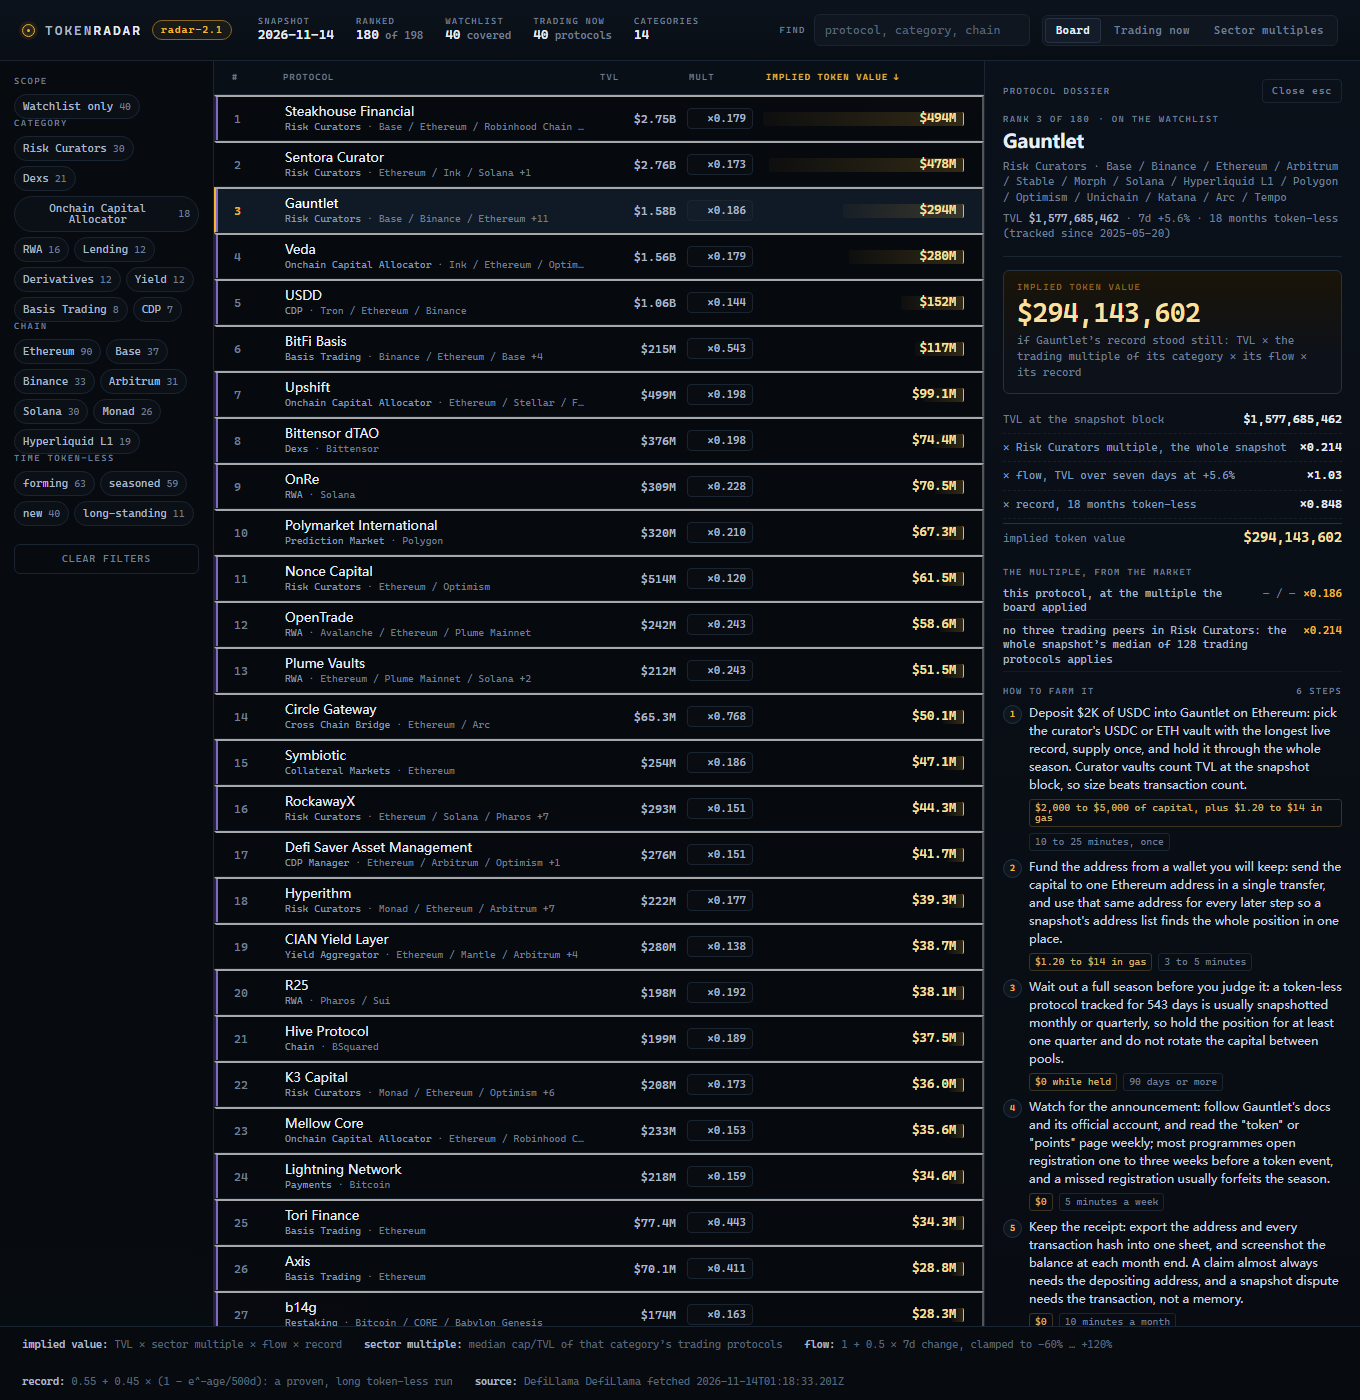 TOKENRADAR radar-2.1
SNAPSHOT
2026-11-14
RANKED
180 of 198
WATCHLIST
40 covered
TRADING NOW
40 protocols
CATEGORIES
14
FIND protocol, category, chain
Board Trading now Sector multiples
SCOPE
Watchlist only 40
CATEGORY
Risk Curators 30
Dexs 21
Onchain Capital Allocator 18
RWA 16 Lending 12
Derivatives 12 Yield 12
Basis Trading 8 CDP 7
CHAIN
Ethereum 90 Base 37
Binance 33 Arbitrum 31
Solana 30 Monad 26
Hyperliquid L1 19
TIME TOKEN-LESS
forming 63 seasoned 59
new 40 long-standing 11
CLEAR FILTERS
# PROTOCOL TVL MULT IMPLIED TOKEN VALUE ↓
1 Steakhouse Financial $2.75B ×0.179 $494M
Risk Curators · Base / Ethereum / Robinhood Chain …
2 Sentora Curator $2.76B ×0.173 $478M
Risk Curators · Ethereum / Ink / Solana +1
3 Gauntlet $1.58B ×0.186 $294M
Risk Curators · Base / Binance / Ethereum +11
4 Veda $1.56B ×0.179 $280M
Onchain Capital Allocator · Ink / Ethereum / Optim…
5 USDD $1.06B ×0.144 $152M
CDP · Tron / Ethereum / Binance
6 BitFi Basis $215M ×0.543 $117M
Basis Trading · Binance / Ethereum / Base +4
7 Upshift $499M ×0.198 $99.1M
Onchain Capital Allocator · Ethereum / Stellar / F…
8 Bittensor dTAO $376M ×0.198 $74.4M
Dexs · Bittensor
9 OnRe $309M ×0.228 $70.5M
RWA · Solana
10 Polymarket International $320M ×0.210 $67.3M
Prediction Market · Polygon
11 Nonce Capital $514M ×0.120 $61.5M
Risk Curators · Ethereum / Optimism
12 OpenTrade $242M ×0.243 $58.6M
RWA · Avalanche / Ethereum / Plume Mainnet
13 Plume Vaults $212M ×0.243 $51.5M
RWA · Ethereum / Plume Mainnet / Solana +2
14 Circle Gateway $65.3M ×0.768 $50.1M
Cross Chain Bridge · Ethereum / Arc
15 Symbiotic $254M ×0.186 $47.1M
Collateral Markets · Ethereum
16 RockawayX $293M ×0.151 $44.3M
Risk Curators · Ethereum / Solana / Pharos +7
17 Defi Saver Asset Management $276M ×0.151 $41.7M
CDP Manager · Ethereum / Arbitrum / Optimism +1
18 Hyperithm $222M ×0.177 $39.3M
Risk Curators · Monad / Ethereum / Arbitrum +7
19 CIAN Yield Layer $280M ×0.138 $38.7M
Yield Aggregator · Ethereum / Mantle / Arbitrum +4
20 R25 $198M ×0.192 $38.1M
RWA · Pharos / Sui
21 Hive Protocol $199M ×0.189 $37.5M
Chain · BSquared
22 K3 Capital $208M ×0.173 $36.0M
Risk Curators · Monad / Ethereum / Optimism +6
23 Mellow Core $233M ×0.153 $35.6M
Onchain Capital Allocator · Ethereum / Robinhood C…
24 Lightning Network $218M ×0.159 $34.6M
Payments · Bitcoin
25 Tori Finance $77.4M ×0.443 $34.3M
Basis Trading · Ethereum
26 Axis $70.1M ×0.411 $28.8M
Basis Trading · Ethereum
27 b14g $174M ×0.163 $28.3M
Restaking · Bitcoin / CORE / Babylon Genesis
PROTOCOL DOSSIER Close esc
RANK 3 OF 180 · ON THE WATCHLIST
Gauntlet
Risk Curators · Base / Binance / Ethereum / Arbitrum
/ Stable / Morph / Solana / Hyperliquid L1 / Polygon
/ Optimism / Unichain / Katana / Arc / Tempo
TVL $1,577,685,462 · 7d +5.6% · 18 months token-less
(tracked since 2025-05-20)
IMPLIED TOKEN VALUE
$294,143,602
if Gauntlet's record stood still: TVL × the
trading multiple of its category × its flow ×
its record
TVL at the snapshot block $1,577,685,462
× Risk Curators multiple, the whole snapshot ×0.214
× flow, TVL over seven days at +5.6% ×1.03
× record, 18 months token-less ×0.848
implied token value $294,143,602
THE MULTIPLE, FROM THE MARKET
this protocol, at the multiple the — / — ×0.186
board applied
no three trading peers in Risk Curators: the ×0.214
whole snapshot's median of 128 trading
protocols applies
HOW TO FARM IT 6 STEPS
1 Deposit $2K of USDC into Gauntlet on Ethereum: pick
the curator's USDC or ETH vault with the longest live
record, supply once, and hold it through the whole
season. Curator vaults count TVL at the snapshot
block, so size beats transaction count.
$2,000 to $5,000 of capital, plus $1.20 to $14 in
gas
10 to 25 minutes, once
2 Fund the address from a wallet you will keep: send the
capital to one Ethereum address in a single transfer,
and use that same address for every later step so a
snapshot's address list finds the whole position in one
place.
$1.20 to $14 in gas 3 to 5 minutes
3 Wait out a full season before you judge it: a token-less
protocol tracked for 543 days is usually snapshotted
monthly or quarterly, so hold the position for at least
one quarter and do not rotate the capital between
pools.
$0 while held 90 days or more
4 Watch for the announcement: follow Gauntlet's docs
and its official account, and read the "token" or
"points" page weekly; most programmes open
registration one to three weeks before a token event,
and a missed registration usually forfeits the season.
$0 5 minutes a week
5 Keep the receipt: export the address and every
transaction hash into one sheet, and screenshot the
balance at each month end. A claim almost always
needs the depositing address, and a snapshot dispute
needs the transaction, not a memory.
$0 10 minutes a month
implied value: TVL × sector multiple × flow × record sector multiple: median cap/TVL of that category's trading protocols flow: 1 + 0.5 × 7d change, clamped to −60% … +120%
record: 0.55 + 0.45 × (1 − e^−age/500d): a proven, long token-less run source: DefiLlama DefiLlama fetched 2026-11-14T01:18:33.201Z